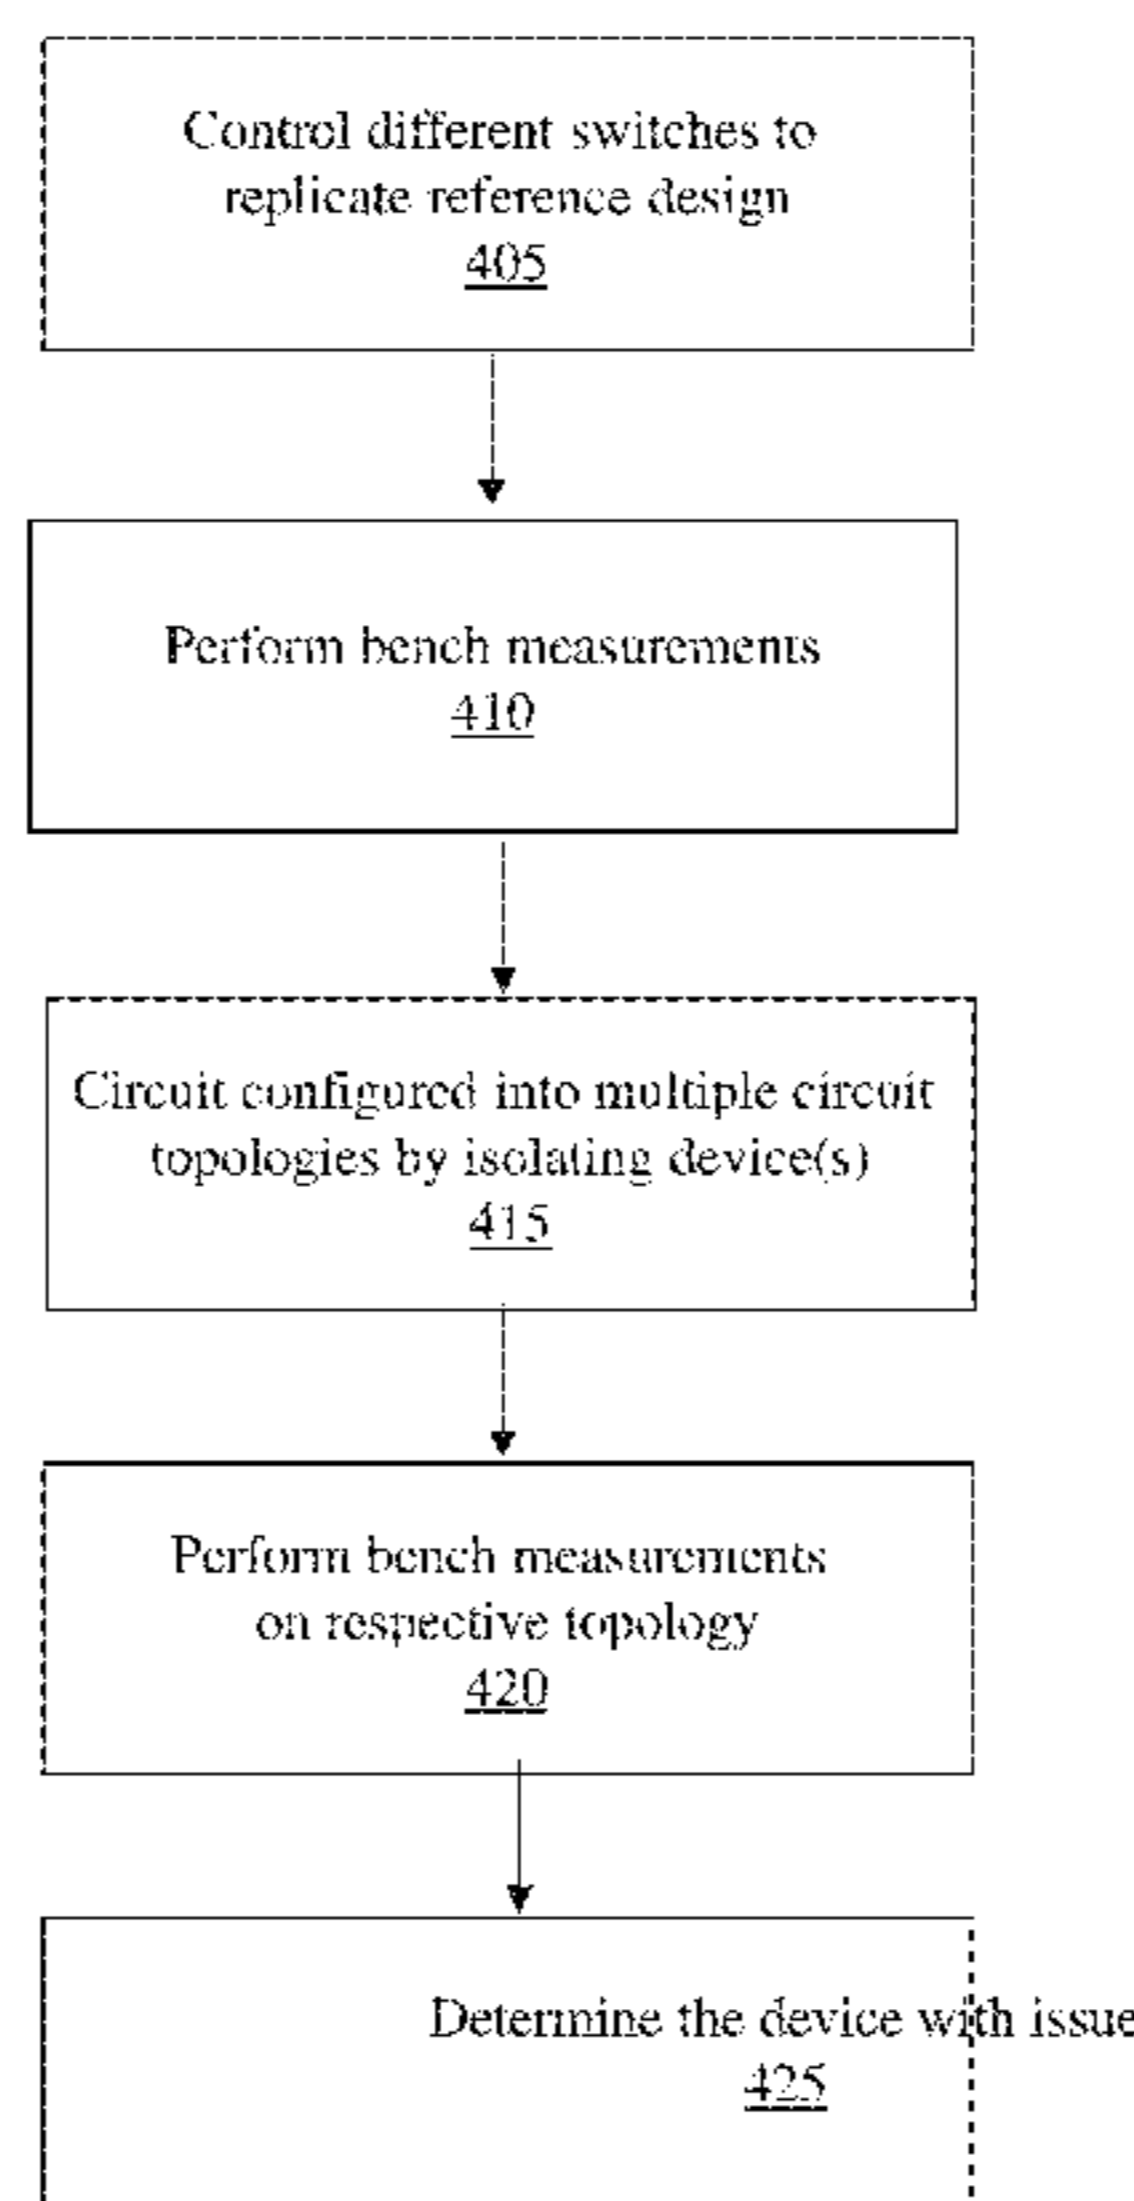 Control different switches to
replicate reference design
405
Perform bench measurements
410
Circuit configured into multiple circuit
topologies by isolating device(s)
415
Perform bench measurements
on respective topology
420
Determine the device with issue
425